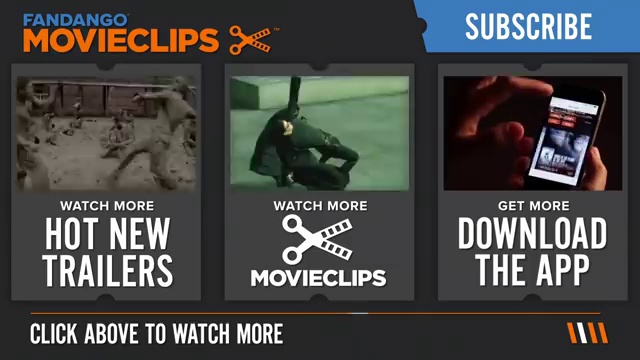 FANDANGO
MOVIECLIPS
SUBSCRIBE
WATCH MORE
HOT NEW
TRAILERS
WATCH MORE
MOVIECLIPS
GET MORE
DOWNLOAD
THE APP
CLICK ABOVE TO WATCH MORE